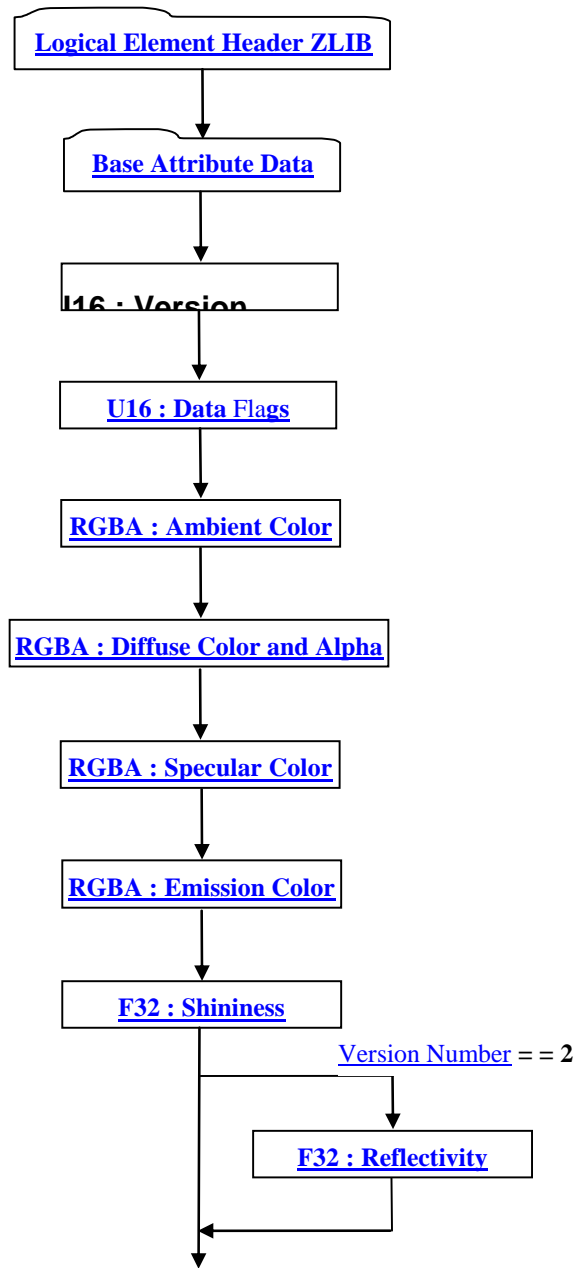 Logical Element Header ZLIB
Base Attribute Data
I16 : Version
U16 : Data Flags
RGBA : Ambient Color
RGBA : Diffuse Color and Alpha
RGBA : Specular Color
RGBA : Emission Color
F32 : Shininess
Version Number = = 2
F32 : Reflectivity